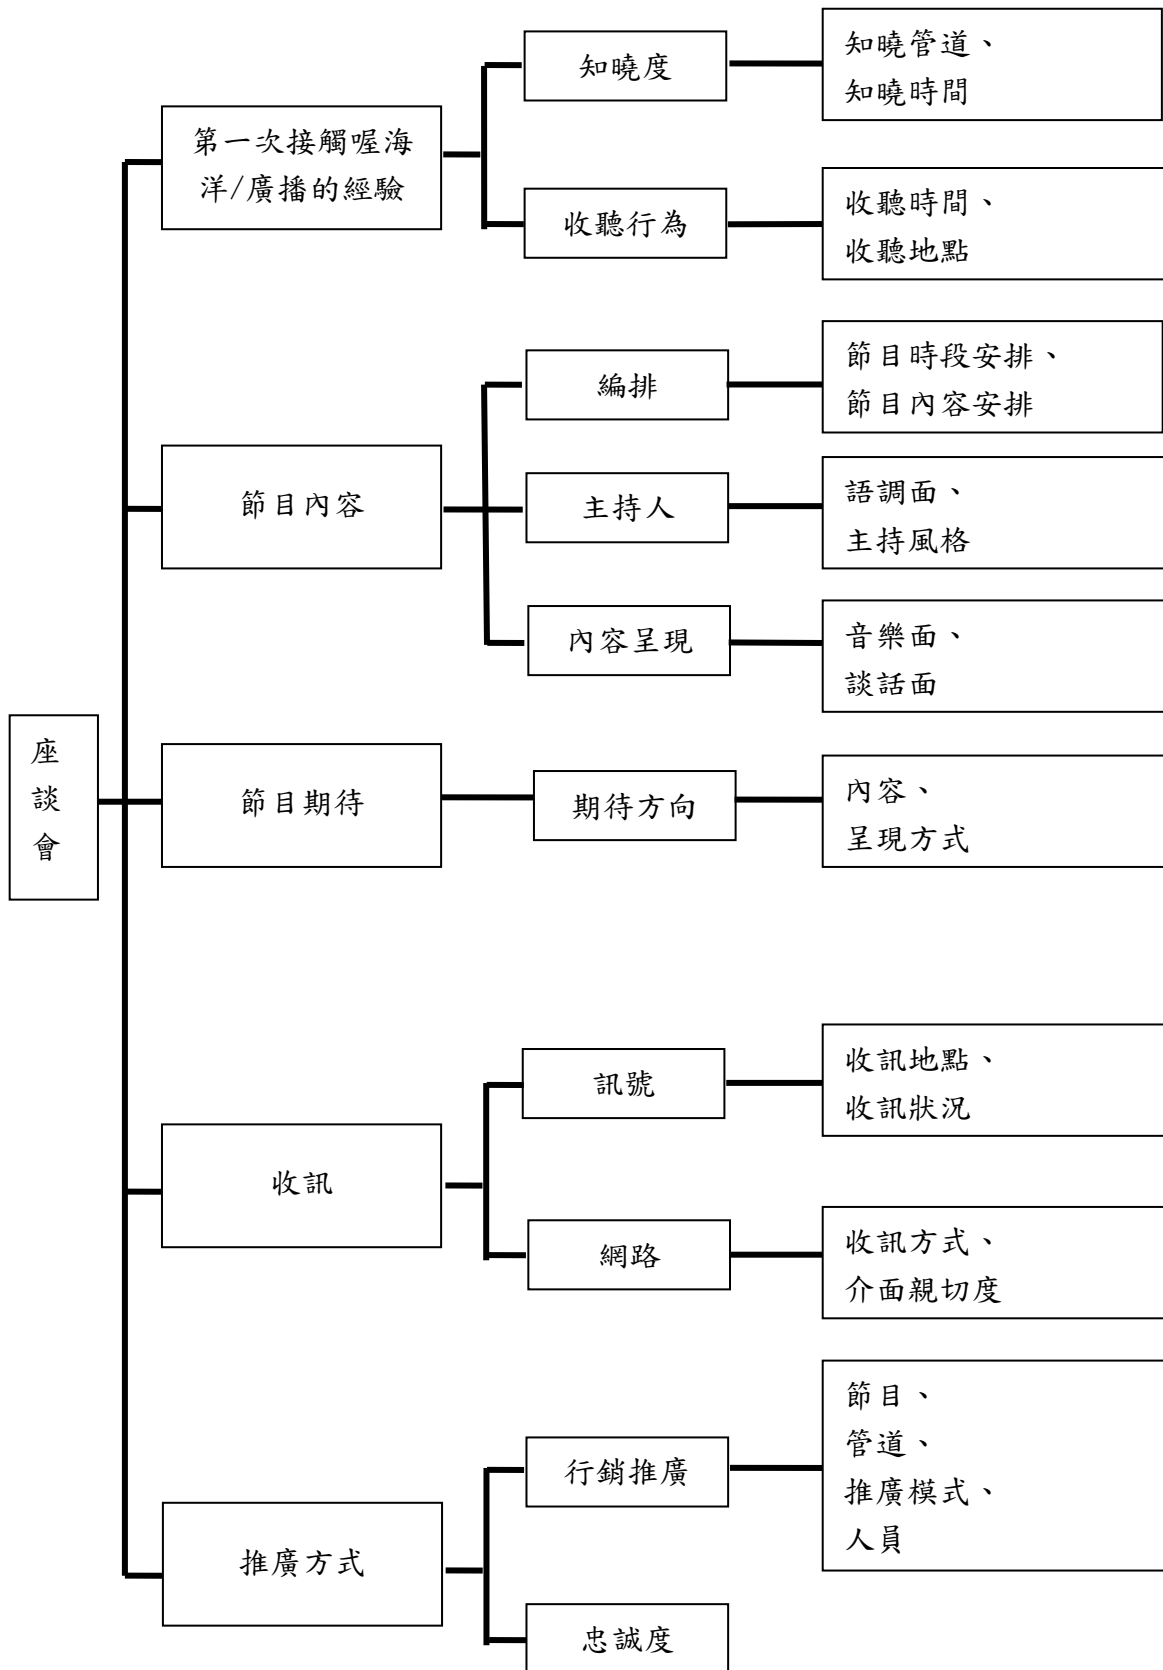 座
談
會
第一次接觸喔海
洋/廣播的經驗
知曉度
知曉管道、
知曉時間
收聽行為
收聽時間、
收聽地點
節目內容
編排
節目時段安排、
節目內容安排
主持人
語調面、
主持風格
內容呈現
音樂面、
談話面
節目期待
期待方向
內容、
呈現方式
收訊
訊號
收訊地點、
收訊狀況
網路
收訊方式、
介面親切度
推廣方式
行銷推廣
節目、
管道、
推廣模式、
人員
忠誠度